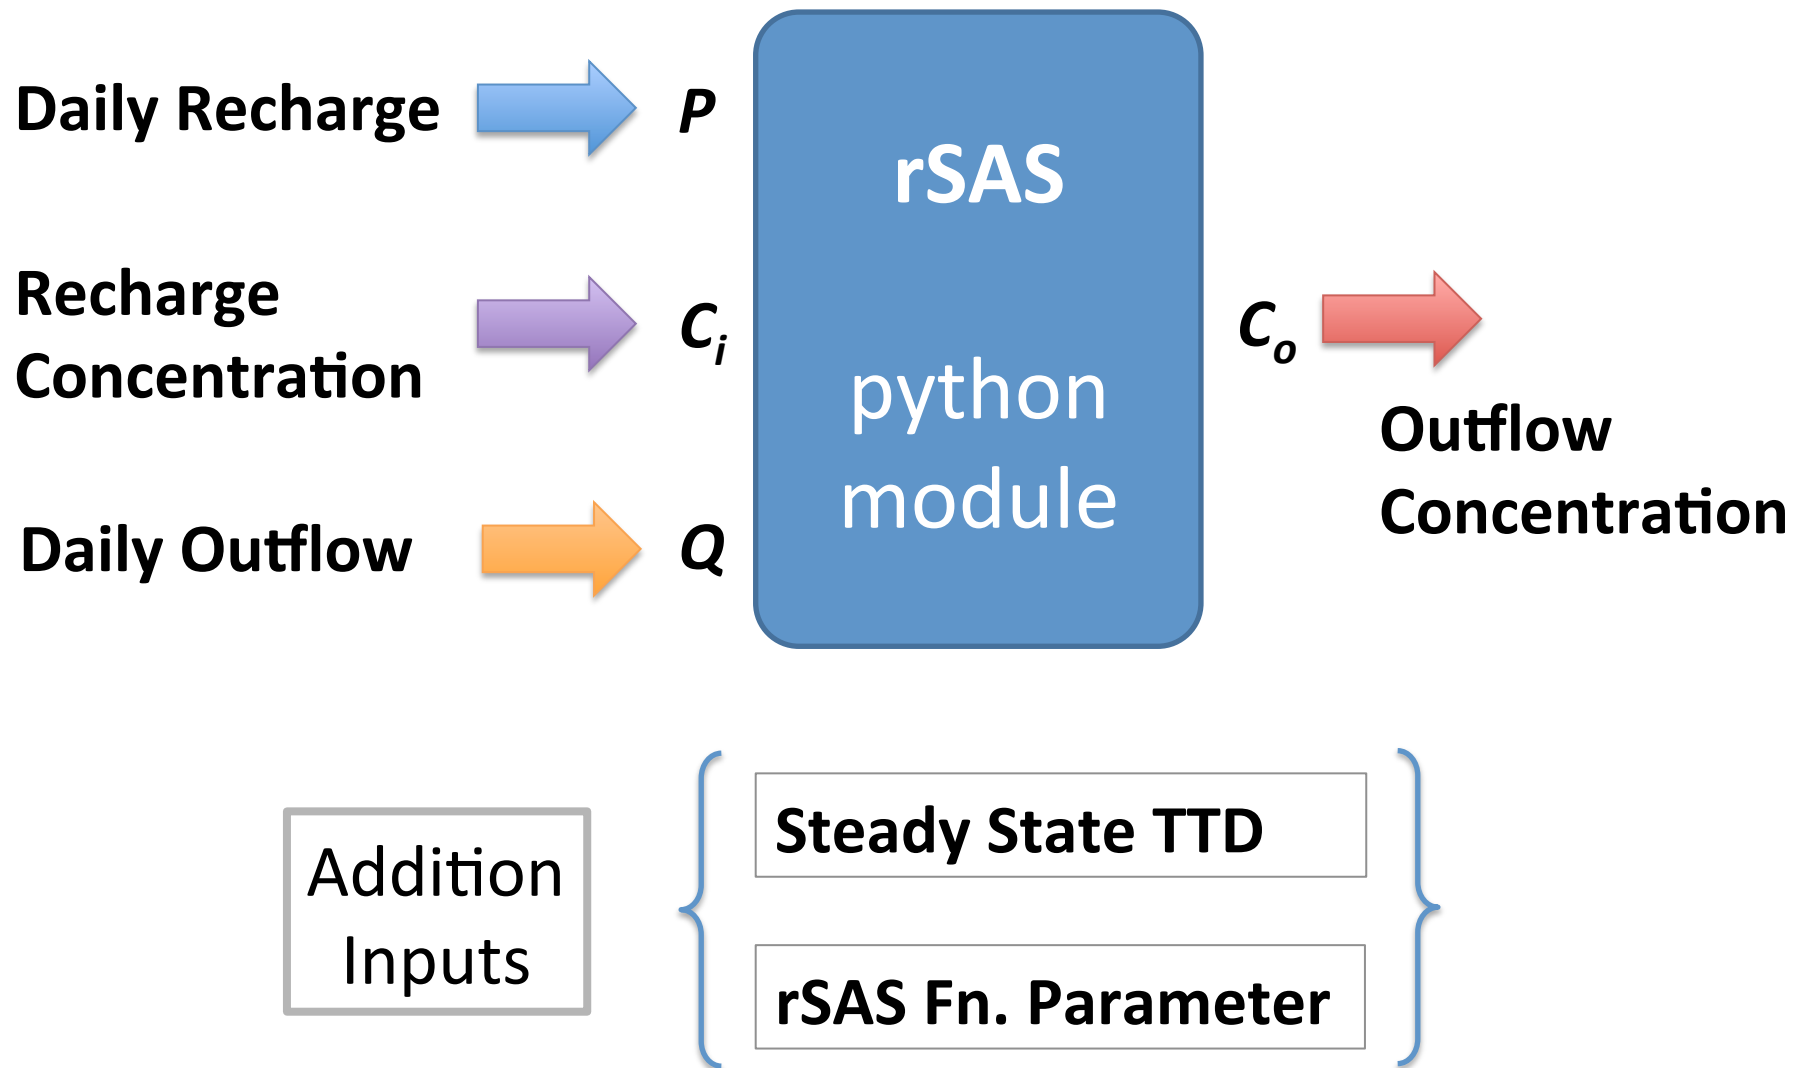 Daily Recharge
P
Recharge
Concentration
Ci
Daily Outflow
Q
rSAS
python
module
Co
Outflow
Concentration
Addition
Inputs
Steady State TTD
rSAS Fn. Parameter